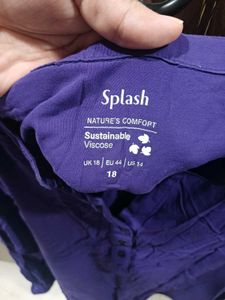 Splash
NATURE'S COMFORT
Sustainable
Viscose
UK 18 / EU 44 / US 14
18